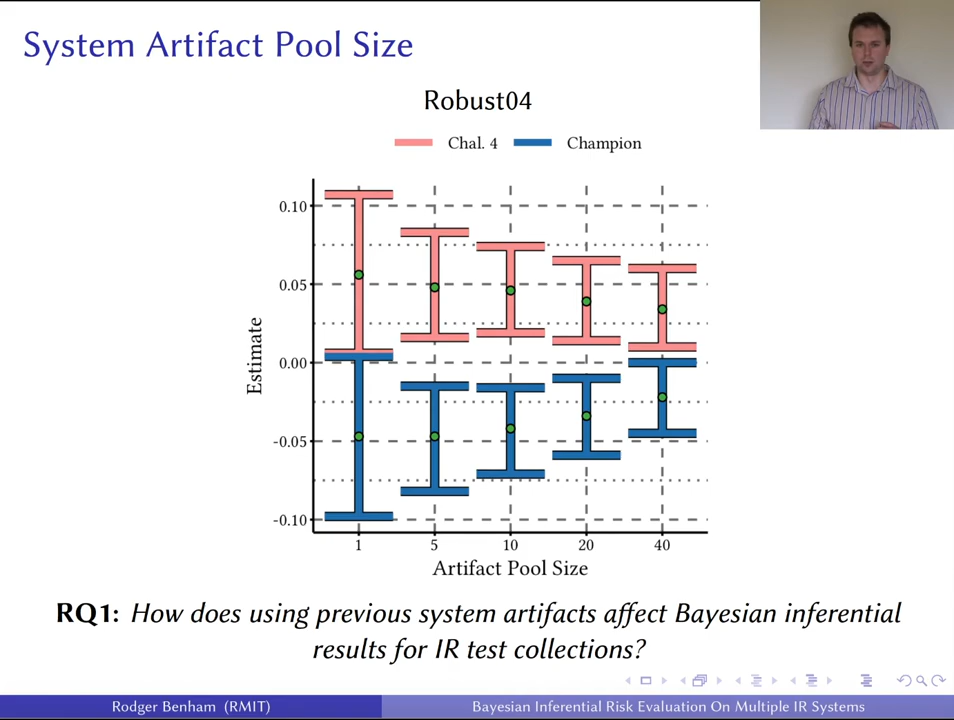 System Artifact Pool Size
Robust04
Chal. 4 Champion
0.10
0.05
0.00
-0.05
-0.10
Estimate
1 5 10 20 40
Artifact Pool Size
RQ1: How does using previous system artifacts affect Bayesian inferential
results for IR test collections?
Rodger Benham (RMIT) Bayesian Inferential Risk Evaluation On Multiple IR Systems